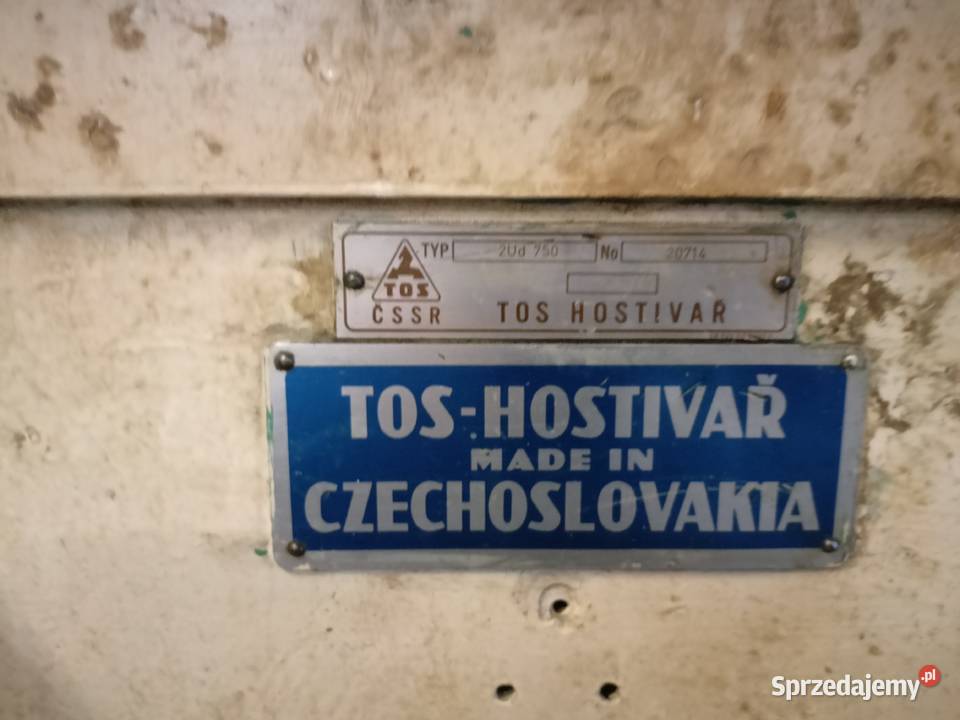 TYP 2Ud 750 No 20714
TOS
ČSSR TOS HOSTIVAŘ
TOS-HOSTIVAŘ
MADE IN
CZECHOSLOVAKIA
Sprzedajemy.pl